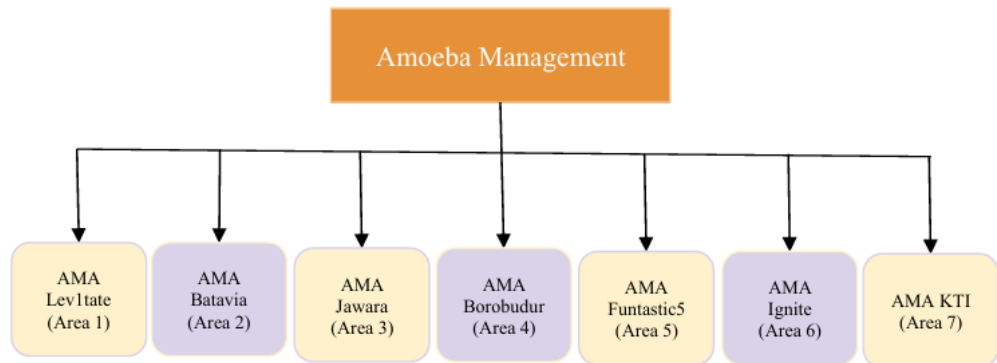 Amoeba Management
AMA
Lev1tate
(Area 1)
AMA
Batavia
(Area 2)
AMA
Jawara
(Area 3)
AMA
Borobudur
(Area 4)
AMA
Funtastic5
(Area 5)
AMA
Ignite
(Area 6)
AMA KTI
(Area 7)